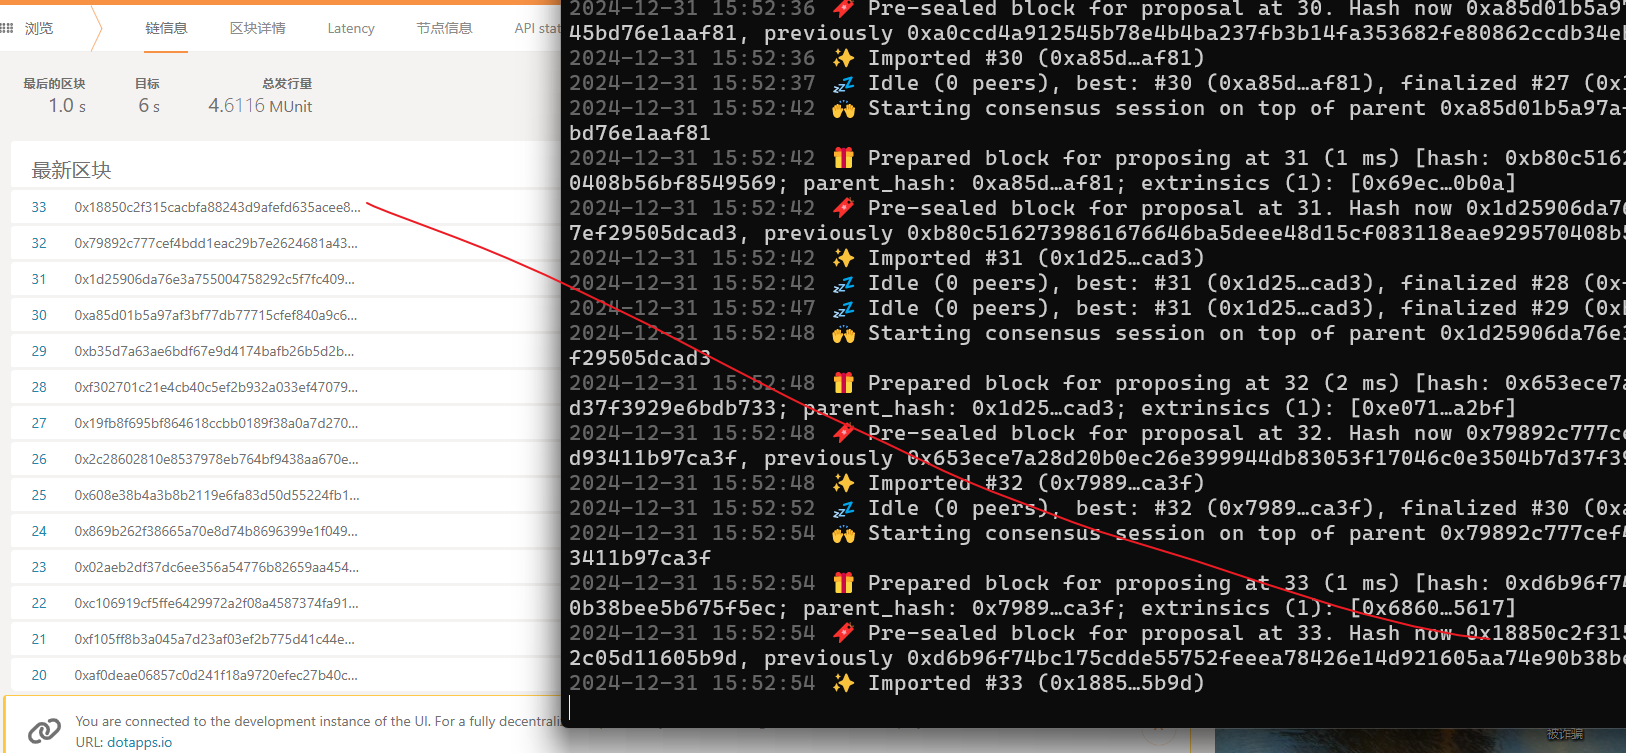 浏览
链信息
区块详情
Latency
节点信息
API stat
最后的区块
目标
总发行量
1.0 s
6 s
4.6116 MUnit
最新区块
33 0x18850c2f315cacbfa88243d9afefd635acee8...
32 0x79892c777cef4bdd1eac29b7e2624681a43...
31 0x1d25906da76e3a755004758292c5f7fc409...
30 0xa85d01b5a97af3bf77db77715cfef840a9c6...
29 0xb35d7a63ae6bdf67e9d4174bafb26b5d2b...
28 0xf302701c21e4cb40c5ef2b932a033ef47079...
27 0x19fb8f695bf864618ccbb0189f38a0a7d270...
26 0x2c28602810e8537978eb764bf9438aa670e...
25 0x608e38b4a3b8b2119e6fa83d50d55224fb1...
24 0x869b262f38665a70e8d74b8696399e1f049...
23 0x02aeb2df37dc6ee356a54776b82659aa454...
22 0xc106919cf5ffe6429972a2f08a4587374fa91...
21 0xf105ff8b3a045a7d23af03ef2b775d41c44e...
20 0xaf0deae06857c0d241f18a9720efec27b40c...
You are connected to the development instance of the UI. For a fully decentrali
URL: dotapps.io
2024-12-31 15:52:36 Pre-sealed block for proposal at 30. Hash now 0xa85d01b5a97
45bd76e1aaf81, previously 0xa0ccd4a912545b78e4b4ba237fb3b14fa353682fe80862ccdb34e
2024-12-31 15:52:36 ✨ Imported #30 (0xa85d…af81)
2024-12-31 15:52:37 💤 Idle (0 peers), best: #30 (0xa85d…af81), finalized #27 (0x1
2024-12-31 15:52:42 🙌 Starting consensus session on top of parent 0xa85d01b5a97a
bd76e1aaf81
2024-12-31 15:52:42 🎁 Prepared block for proposing at 31 (1 ms) [hash: 0xb80c5162
0408b56bf8549569; parent_hash: 0xa85d…af81; extrinsics (1): [0x69ec…0b0a]
2024-12-31 15:52:42 🔖 Pre-sealed block for proposal at 31. Hash now 0x1d25906da76
7ef29505dcad3, previously 0xb80c5162739861676646ba5deee48d15cf083118eae929570408b5
2024-12-31 15:52:42 ✨ Imported #31 (0x1d25…cad3)
2024-12-31 15:52:42 💤 Idle (0 peers), best: #31 (0x1d25…cad3), finalized #28 (0x
2024-12-31 15:52:47 💤 Idle (0 peers), best: #31 (0x1d25…cad3), finalized #29 (0xb
2024-12-31 15:52:48 🙌 Starting consensus session on top of parent 0x1d25906da76e
f29505dcad3
2024-12-31 15:52:48 🎁 Prepared block for proposing at 32 (2 ms) [hash: 0x653ece7a
d37f3929e6bdb733; parent_hash: 0x1d25…cad3; extrinsics (1): [0xe071…a2bf]
2024-12-31 15:52:48 🔖 Pre-sealed block for proposal at 32. Hash now 0x79892c777ce
d93411b97ca3f, previously 0x653ece7a28d20b0ec26e399944db83053f17046c0e3504b7d37f39
2024-12-31 15:52:48 ✨ Imported #32 (0x7989…ca3f)
2024-12-31 15:52:52 💤 Idle (0 peers), best: #32 (0x7989…ca3f), finalized #30 (0xa
2024-12-31 15:52:54 🙌 Starting consensus session on top of parent 0x79892c777cef
3411b97ca3f
2024-12-31 15:52:54 🎁 Prepared block for proposing at 33 (1 ms) [hash: 0xd6b96f74
0b38bee5b675f5ec; parent_hash: 0x7989…ca3f; extrinsics (1): [0x6860…5617]
2024-12-31 15:52:54 🔖 Pre-sealed block for proposal at 33. Hash now 0x18850c2f315
2c05d11605b9d, previously 0xd6b96f74bc175cdde55752feeea78426e14d921605aa74e90b38be
2024-12-31 15:52:54 ✨ Imported #33 (0x1885…5b9d)
被诈骗